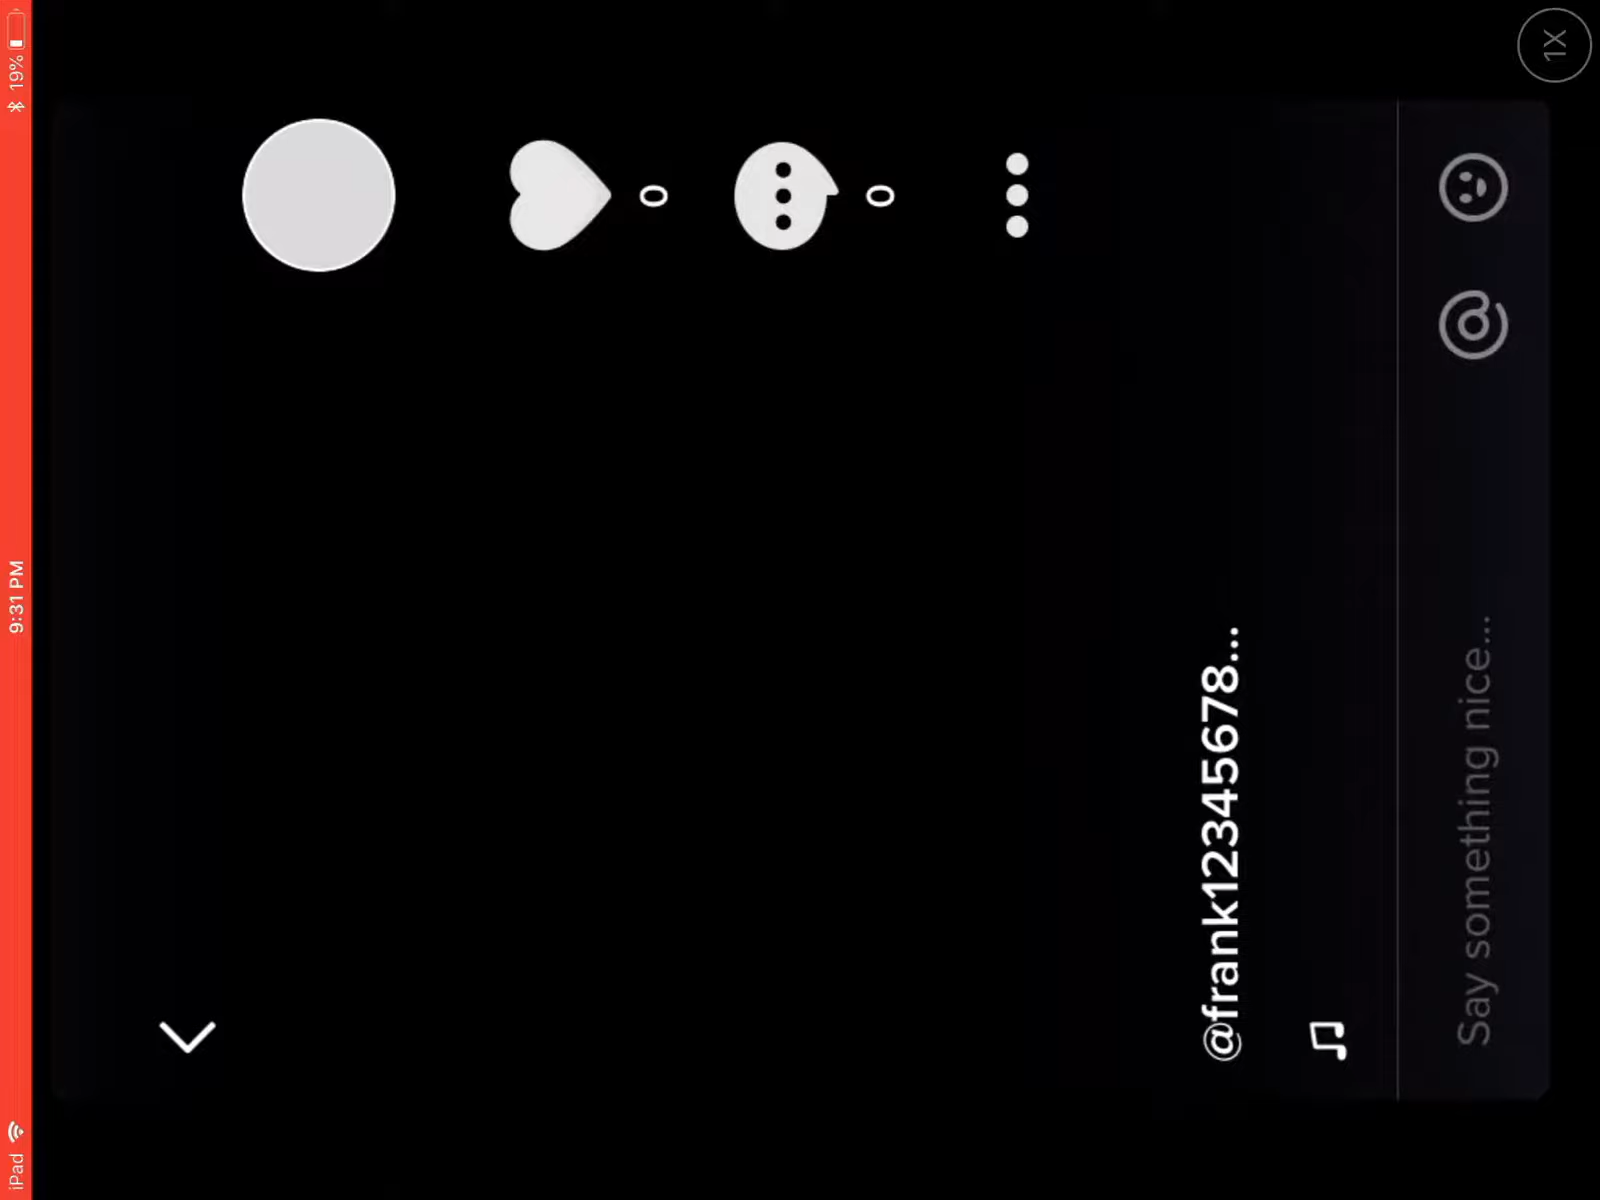 iPad 9:31 PM 19%
0
0
@frank12345678...
Say something nice...
1X